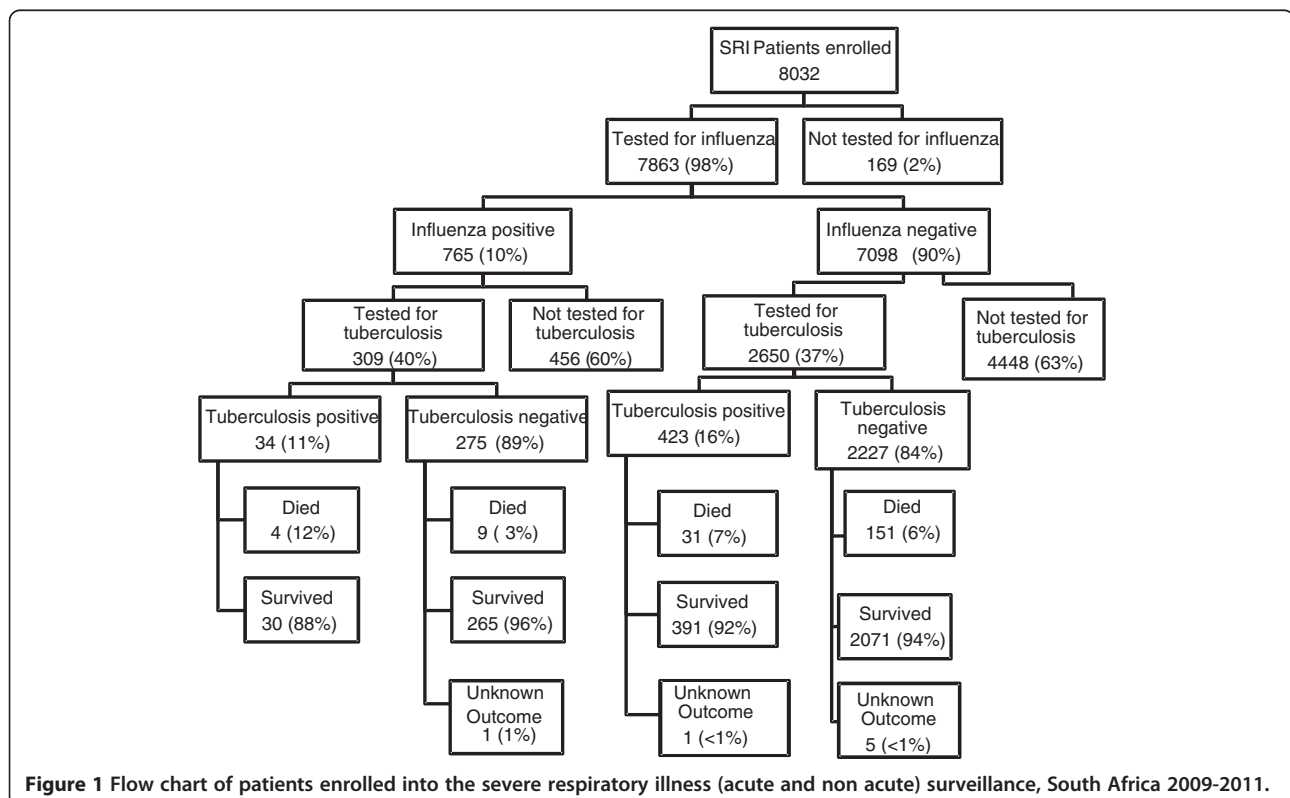 SRI Patients enrolled
8032
Tested for influenza
7863 (98%)
Not tested for influenza
169 (2%)
Influenza positive
765 (10%)
Influenza negative
7098 (90%)
Tested for
tuberculosis
309 (40%)
Not tested for
tuberculosis
456 (60%)
Tested for
tuberculosis
2650 (37%)
Not tested for
tuberculosis
4448 (63%)
Tuberculosis positive
34 (11%)
Tuberculosis negative
275 (89%)
Tuberculosis positive
423 (16%)
Tuberculosis
negative
2227 (84%)
Died
4 (12%)
Died
9 ( 3%)
Died
31 (7%)
Died
151 (6%)
Survived
30 (88%)
Survived
265 (96%)
Survived
391 (92%)
Survived
2071 (94%)
Unknown
Outcome
1 (1%)
Unknown
Outcome
1 (<1%)
Unknown
Outcome
5 (<1%)
Figure 1 Flow chart of patients enrolled into the severe respiratory illness (acute and non acute) surveillance, South Africa 2009-2011.